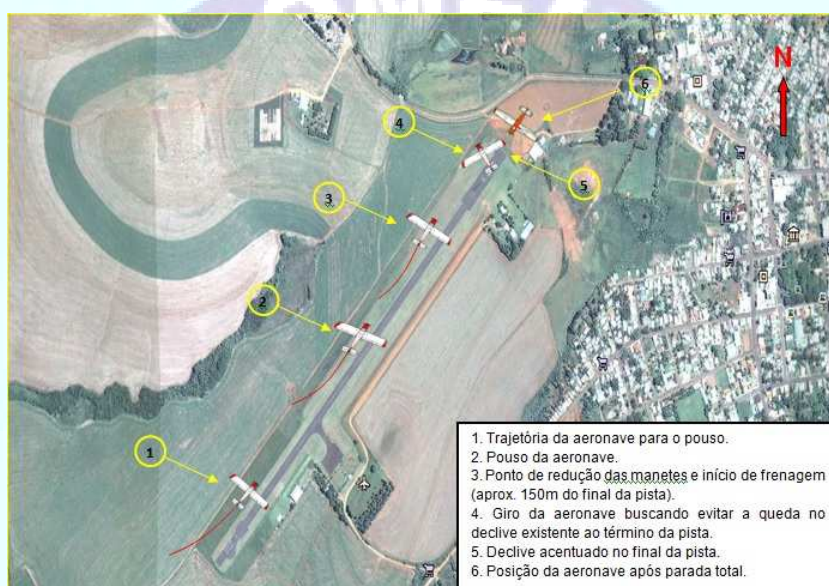 N
6
4
5
3
2
1
1. Trajetória da aeronave para o pouso.
2. Pouso da aeronave.
3. Ponto de redução das manetes e início de frenagem
(aprox. 150m do final da pista).
4. Giro da aeronave buscando evitar a queda no
declive existente ao término da pista.
5. Declive acentuado no final da pista.
6. Posição da aeronave após parada total.